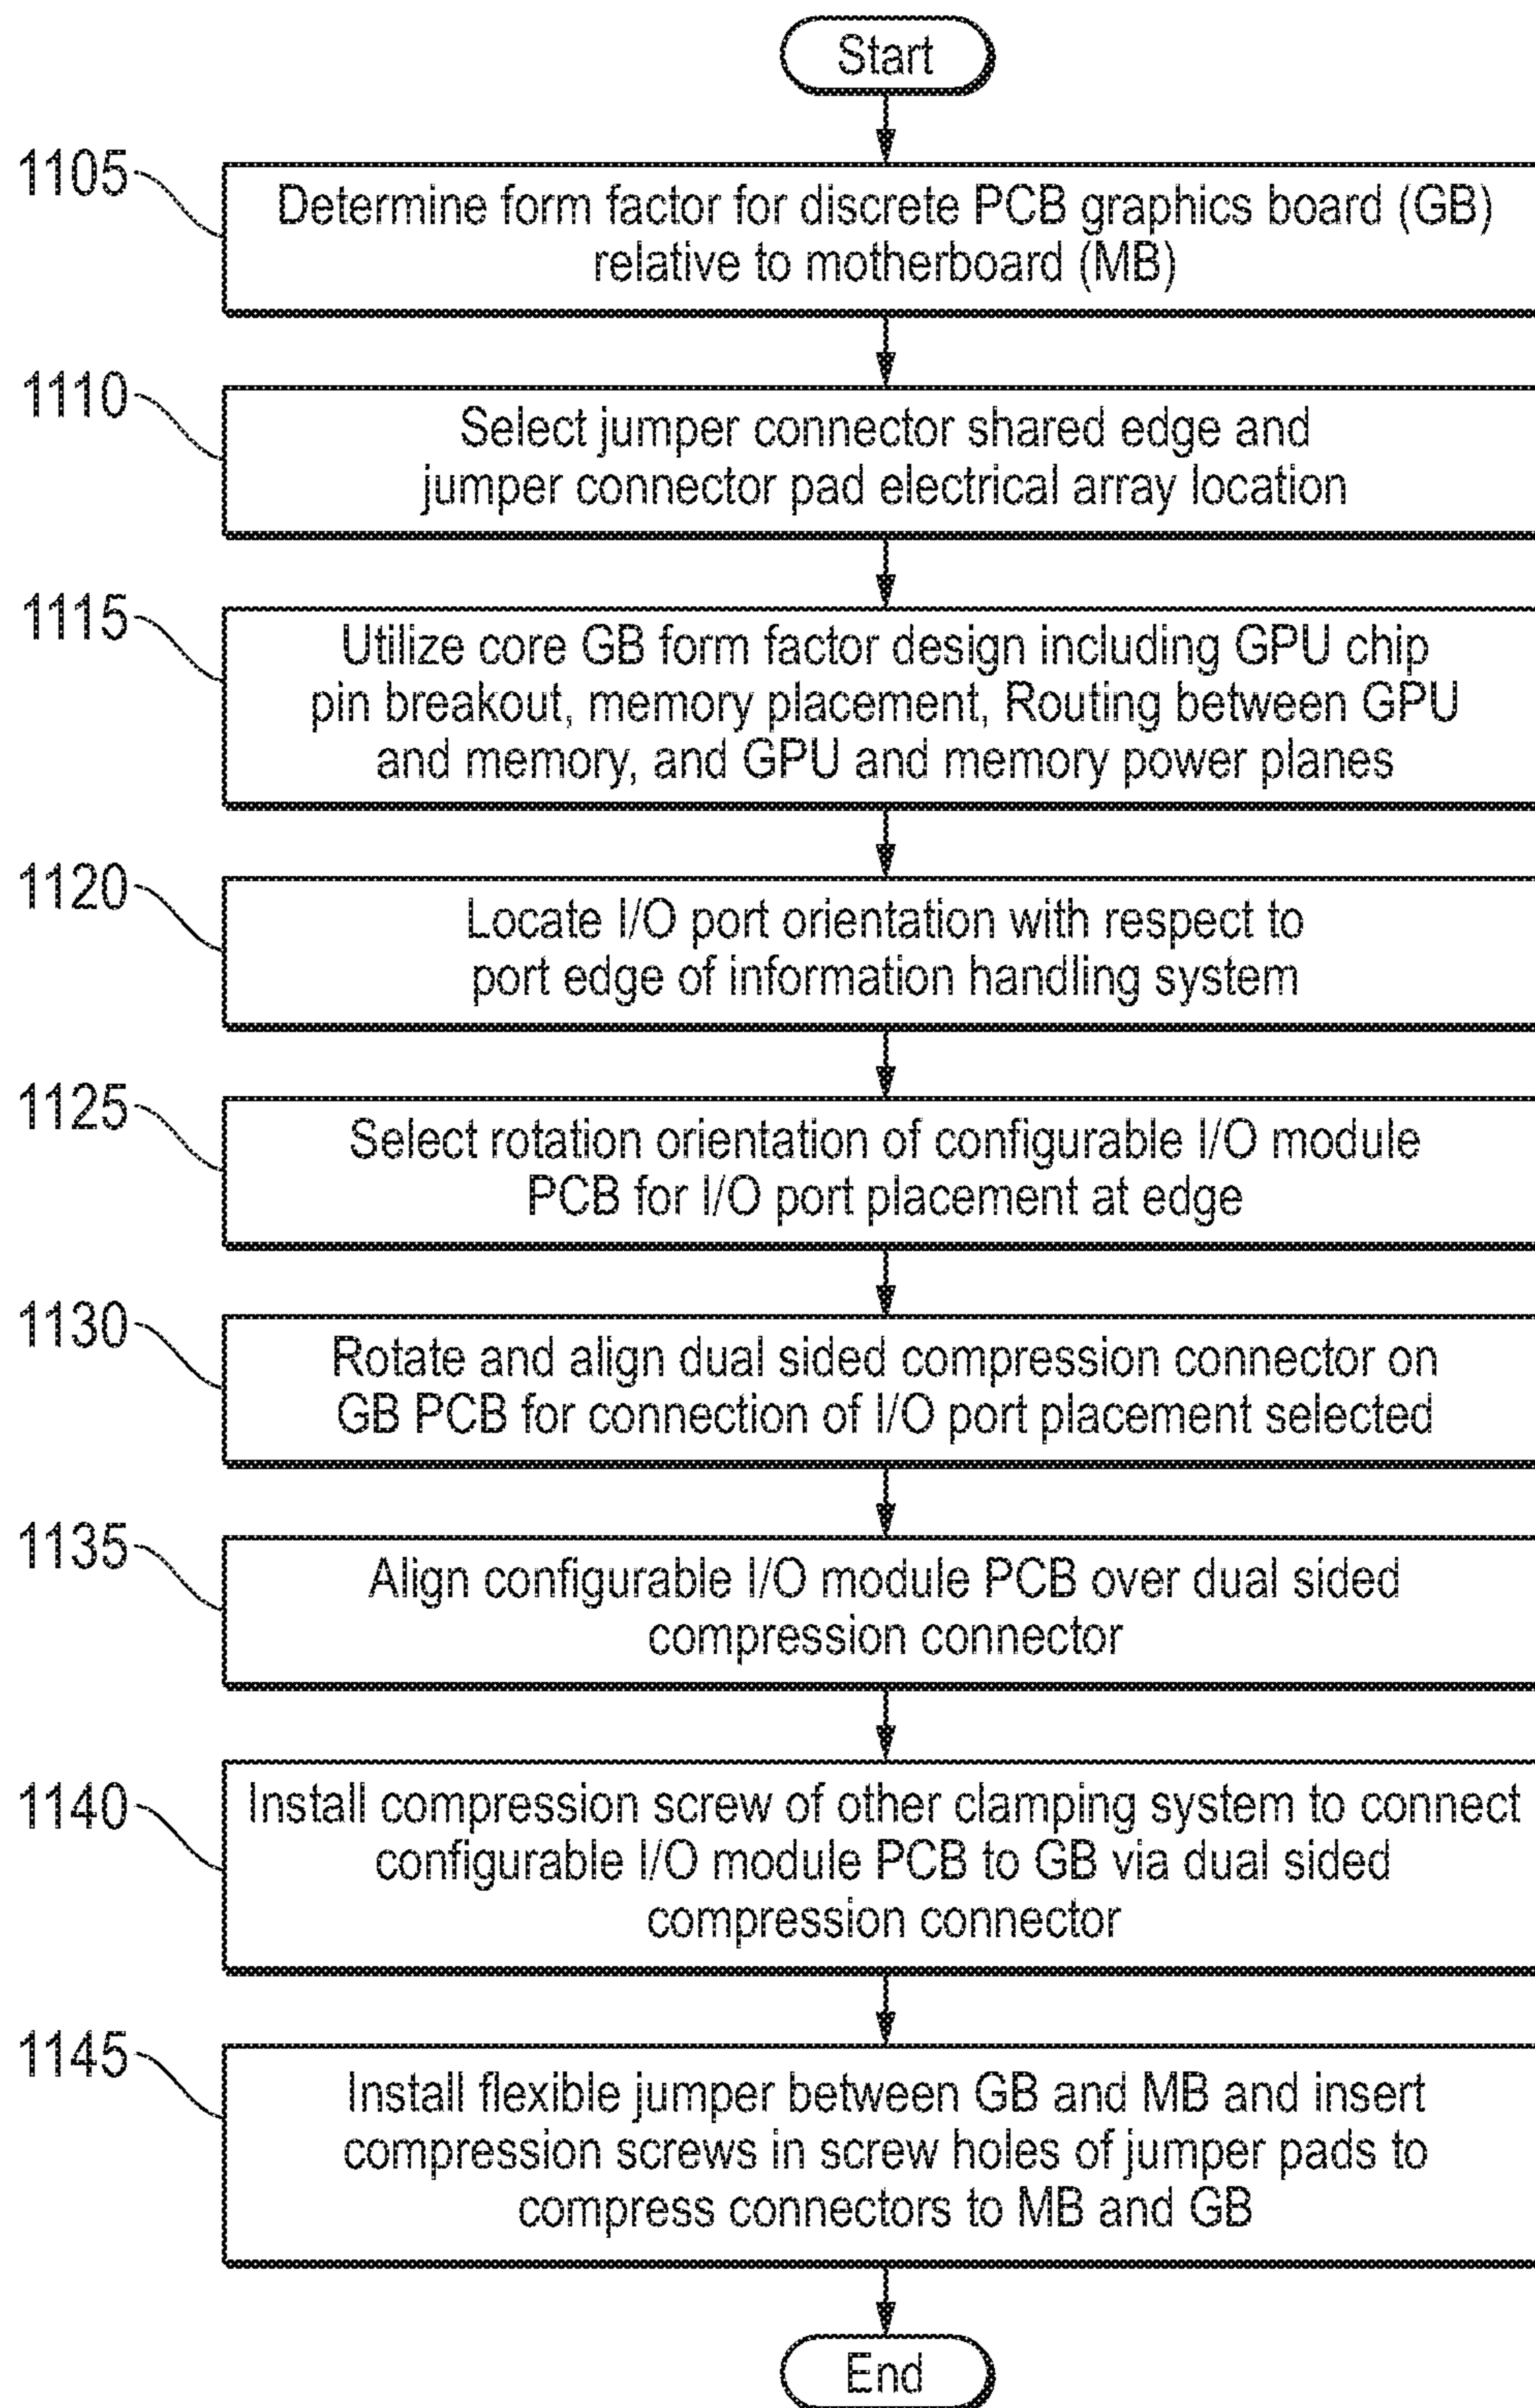 Start
1105
Determine form factor for discrete PCB graphics board (GB)
relative to motherboard (MB)
1110
Select jumper connector shared edge and
jumper connector pad electrical array location
1115
Utilize core GB form factor design including GPU chip
pin breakout, memory placement, Routing between GPU
and memory, and GPU and memory power planes
1120
Locate I/O port orientation with respect to
port edge of information handling system
1125
Select rotation orientation of configurable I/O module
PCB for I/O port placement at edge
1130
Rotate and align dual sided compression connector on
GB PCB for connection of I/O port placement selected
1135
Align configurable I/O module PCB over dual sided
compression connector
1140
Install compression screw of other clamping system to connect
configurable I/O module PCB to GB via dual sided
compression connector
1145
Install flexible jumper between GB and MB and insert
compression screws in screw holes of jumper pads to
compress connectors to MB and GB
End